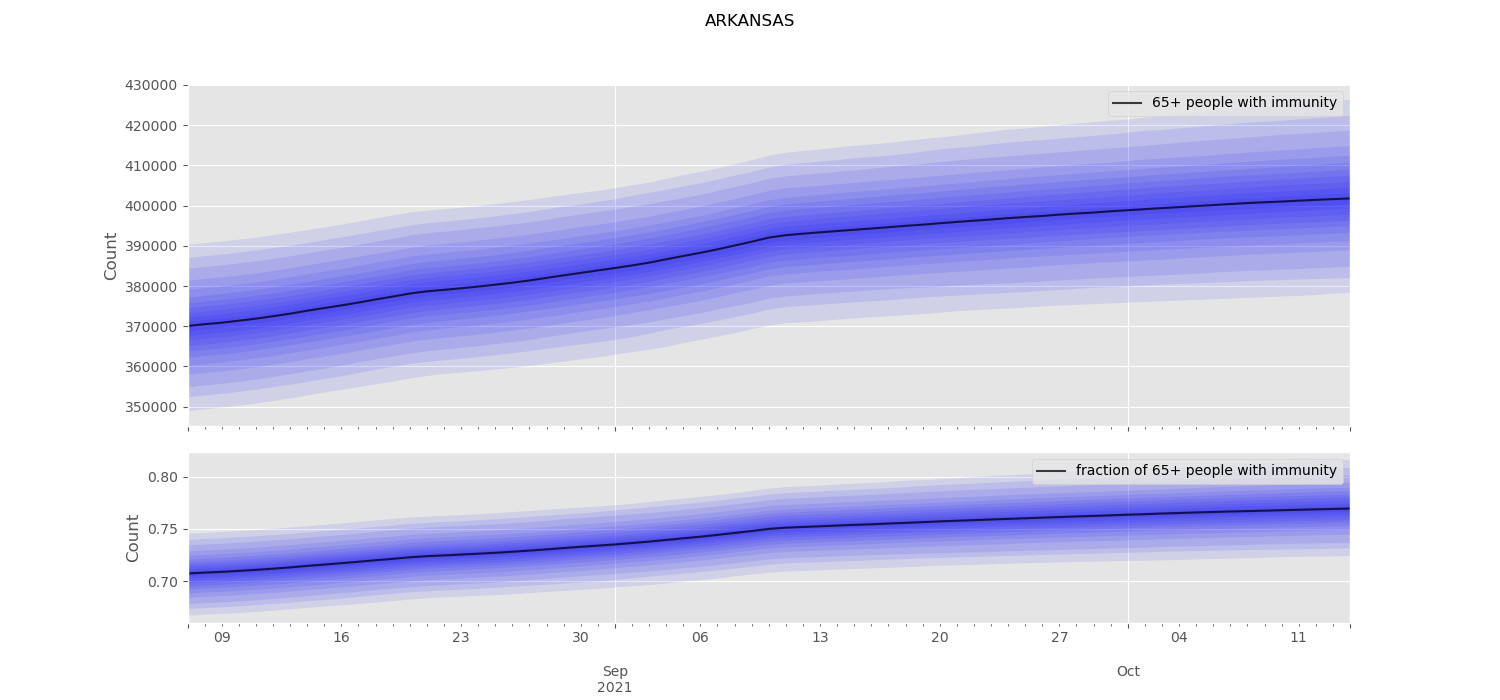 ARKANSAS
430000
420000
410000
400000
390000
380000
370000
360000
350000
Count
65+ people with immunity
0.80
0.75
0.70
Count
fraction of 65+ people with immunity
09 16 23 30 06 13 20 27 04 11
Sep Oct
2021